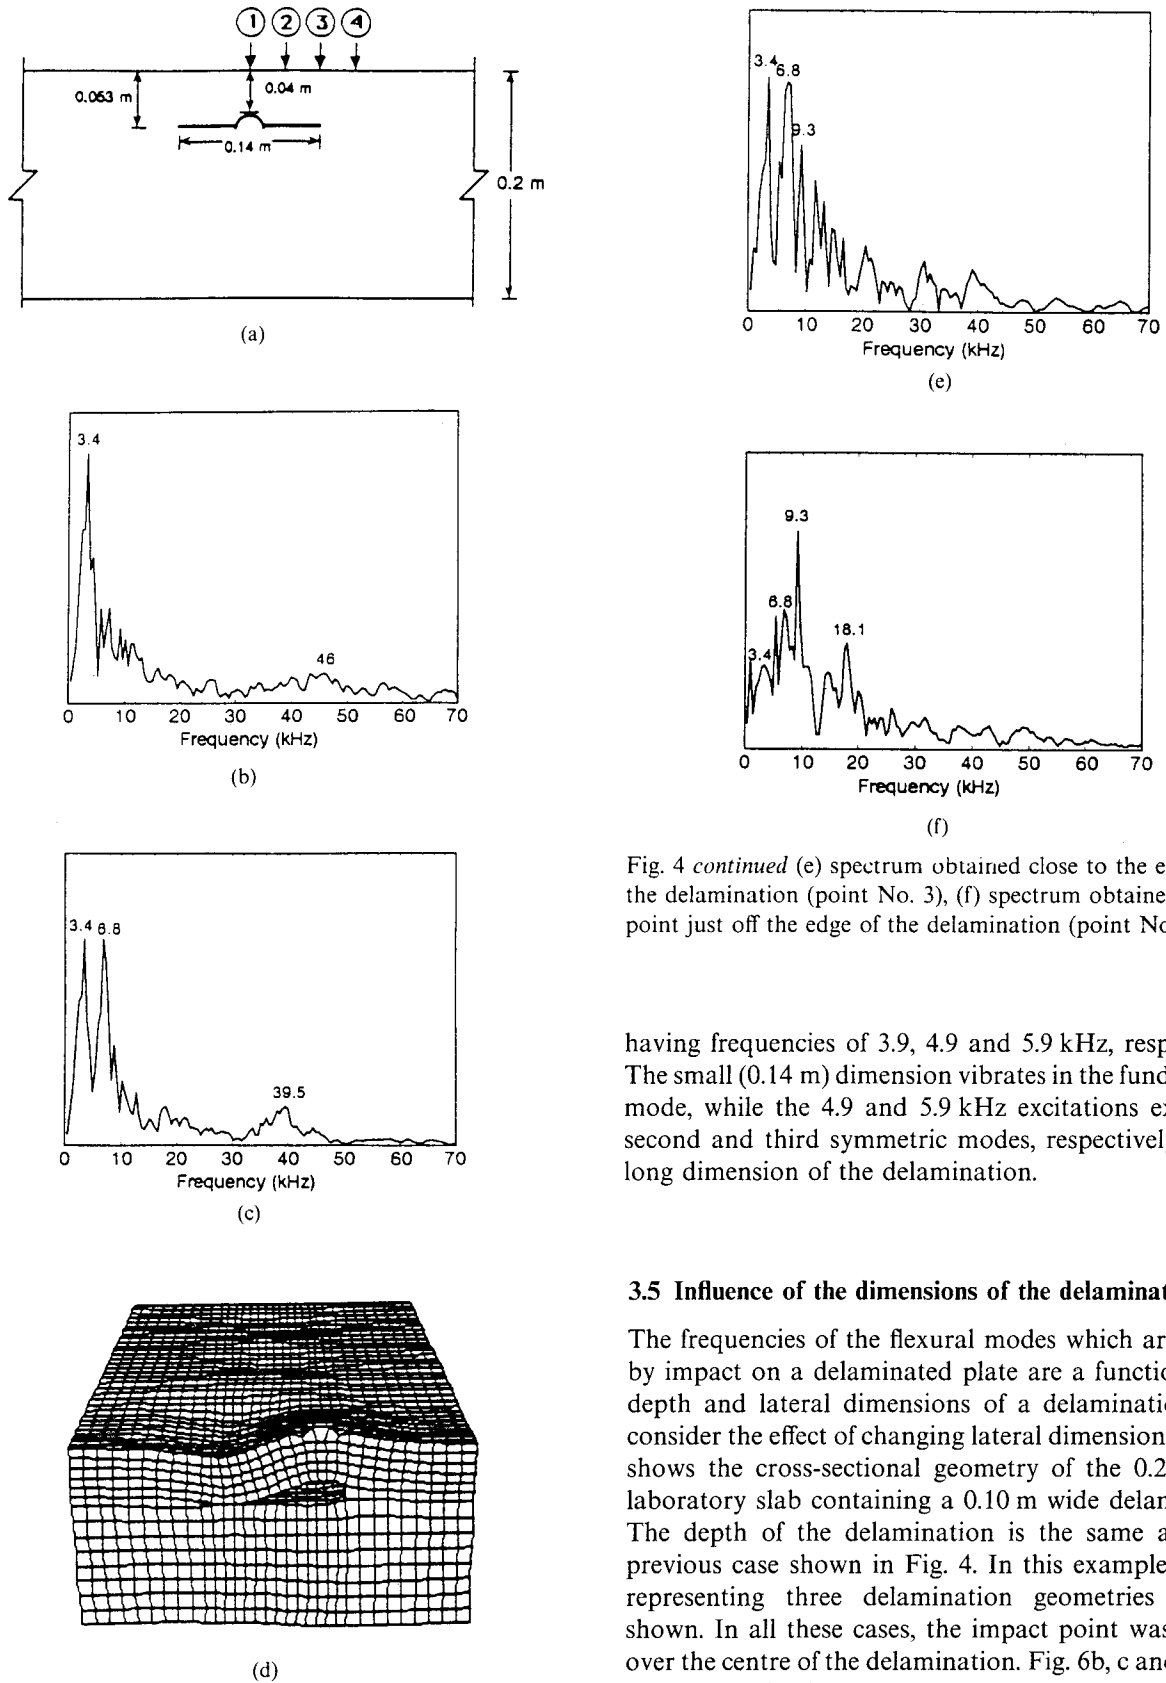 1 2 3 4
0.053 m
0.04 m
0.14 m
0.2 m
(a)
3.4
46
0 10 20 30 40 50 60 70
Frequency (kHz)
(b)
3.4 6.8
39.5
0 10 20 30 40 50 60 70
Frequency (kHz)
(c)
(d)
3.4 6.8
9.3
0 10 20 30 40 50 60 70
Frequency (kHz)
(e)
9.3
6.8
3.4
18.1
0 10 20 30 40 50 60 70
Frequency (kHz)
(f)
Fig. 4 continued (e) spectrum obtained close to the e
the delamination (point No. 3), (f) spectrum obtaine
point just off the edge of the delamination (point No
having frequencies of 3.9, 4.9 and 5.9 kHz, resp
The small (0.14 m) dimension vibrates in the fund
mode, while the 4.9 and 5.9 kHz excitations ex
second and third symmetric modes, respectivel
long dimension of the delamination.
3.5 Influence of the dimensions of the delaminat
The frequencies of the flexural modes which ar
by impact on a delaminated plate are a functio
depth and lateral dimensions of a delaminatio
consider the effect of changing lateral dimension
shows the cross-sectional geometry of the 0.2
laboratory slab containing a 0.10 m wide delan
The depth of the delamination is the same a
previous case shown in Fig. 4. In this example
representing three delamination geometries
shown. In all these cases, the impact point was
over the centre of the delamination. Fig. 6b, c and